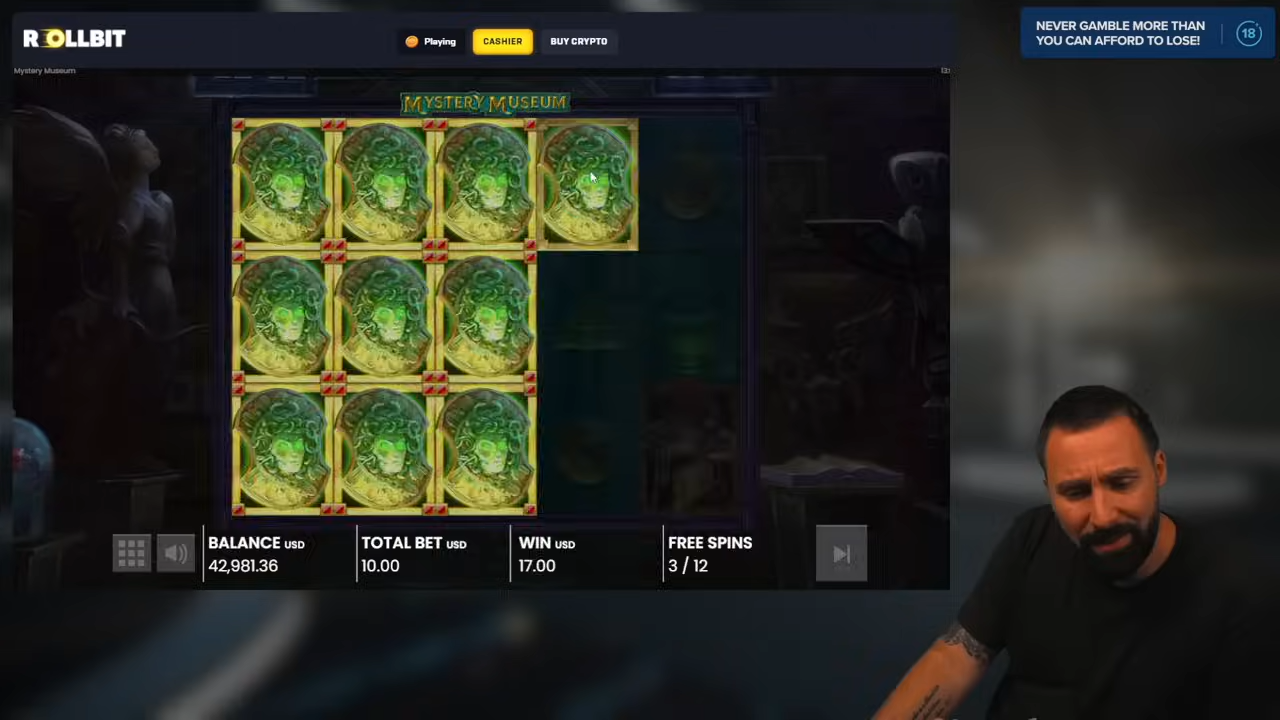 ROLLBIT
Playing
CASHIER
BUY CRYPTO
NEVER GAMBLE MORE THAN
YOU CAN AFFORD TO LOSE!
18+
Mystery Museum
MYSTERY MUSEUM
BALANCE USD
42,981.36
TOTAL BET USD
10.00
WIN USD
17.00
FREE SPINS
3 / 12